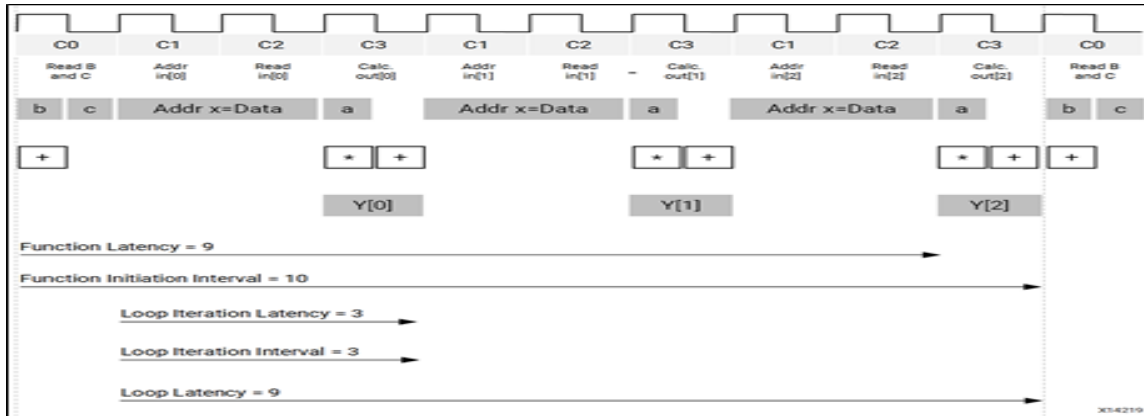 C0 C1 C2 C3 C1 C2 C3 C1 C2 C3 C0
Read B Addr Read Calc. Addr Read Calc. Addr Read Calc. Read B
and C in[0] in[0] out[0] in[1] in[1] - out[1] in[2] in[2] out[2] and C
b c Addr x=Data a Addr x=Data a Addr x=Data a b c
+ * + * + * + +
Y[0] Y[1] Y[2]
Function Latency = 9
Function Initiation Interval = 10
Loop Iteration Latency = 3
Loop Iteration Interval = 3
Loop Latency = 9
X14219